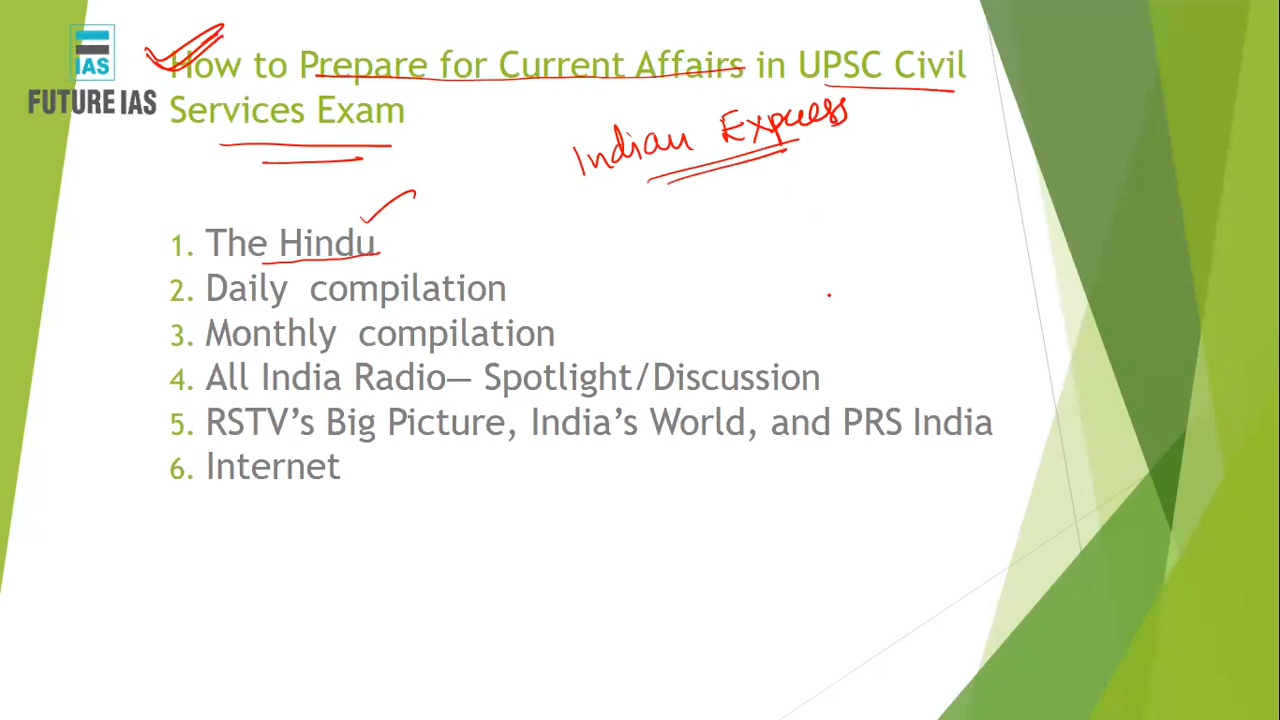 IAS
FUTURE IAS
How to Prepare for Current Affairs in UPSC Civil
Services Exam
Indian Express
1. The Hindu
2. Daily compilation
3. Monthly compilation
4. All India Radio— Spotlight/Discussion
5. RSTV’s Big Picture, India’s World, and PRS India
6. Internet